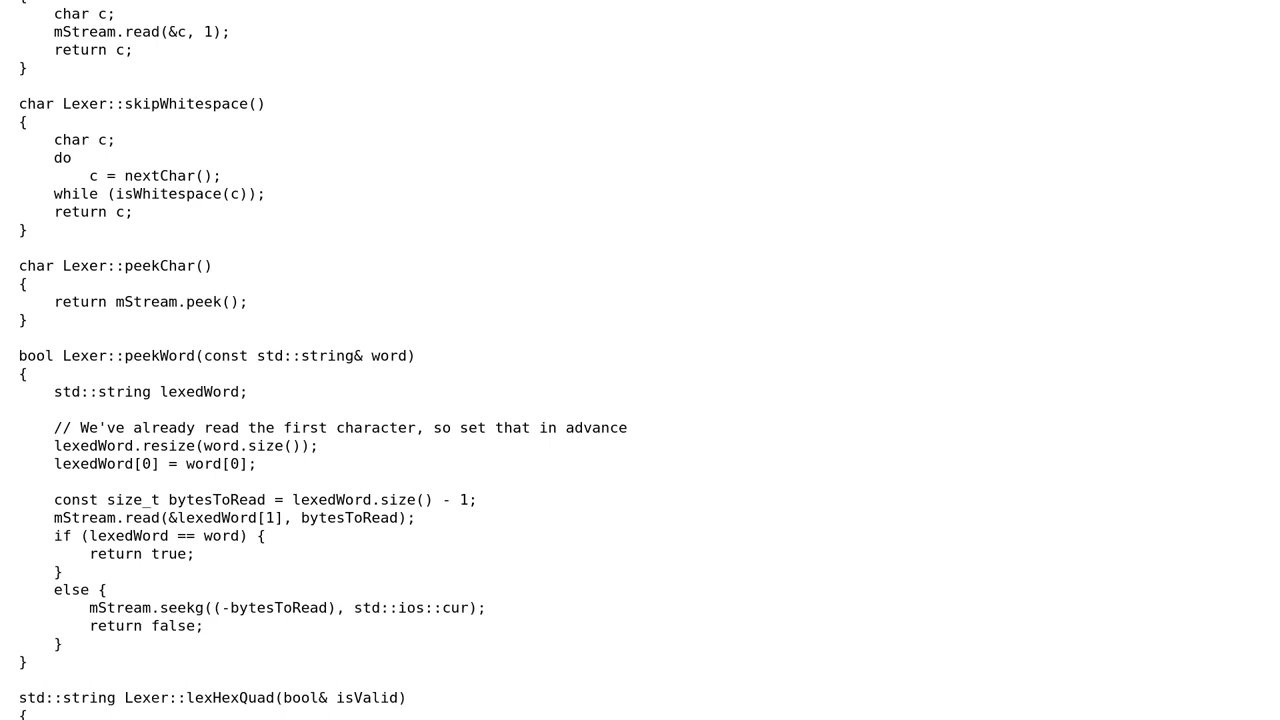 {
    char c;
    mStream.read(&c, 1);
    return c;
}

char Lexer::skipWhitespace()
{
    char c;
    do
        c = nextChar();
    while (isWhitespace(c));
    return c;
}

char Lexer::peekChar()
{
    return mStream.peek();
}

bool Lexer::peekWord(const std::string& word)
{
    std::string lexedWord;

    // We've already read the first character, so set that in advance
    lexedWord.resize(word.size());
    lexedWord[0] = word[0];

    const size_t bytesToRead = lexedWord.size() - 1;
    mStream.read(&lexedWord[1], bytesToRead);
    if (lexedWord == word) {
        return true;
    }
    else {
        mStream.seekg((-bytesToRead), std::ios::cur);
        return false;
    }
}

std::string Lexer::lexHexQuad(bool& isValid)
{